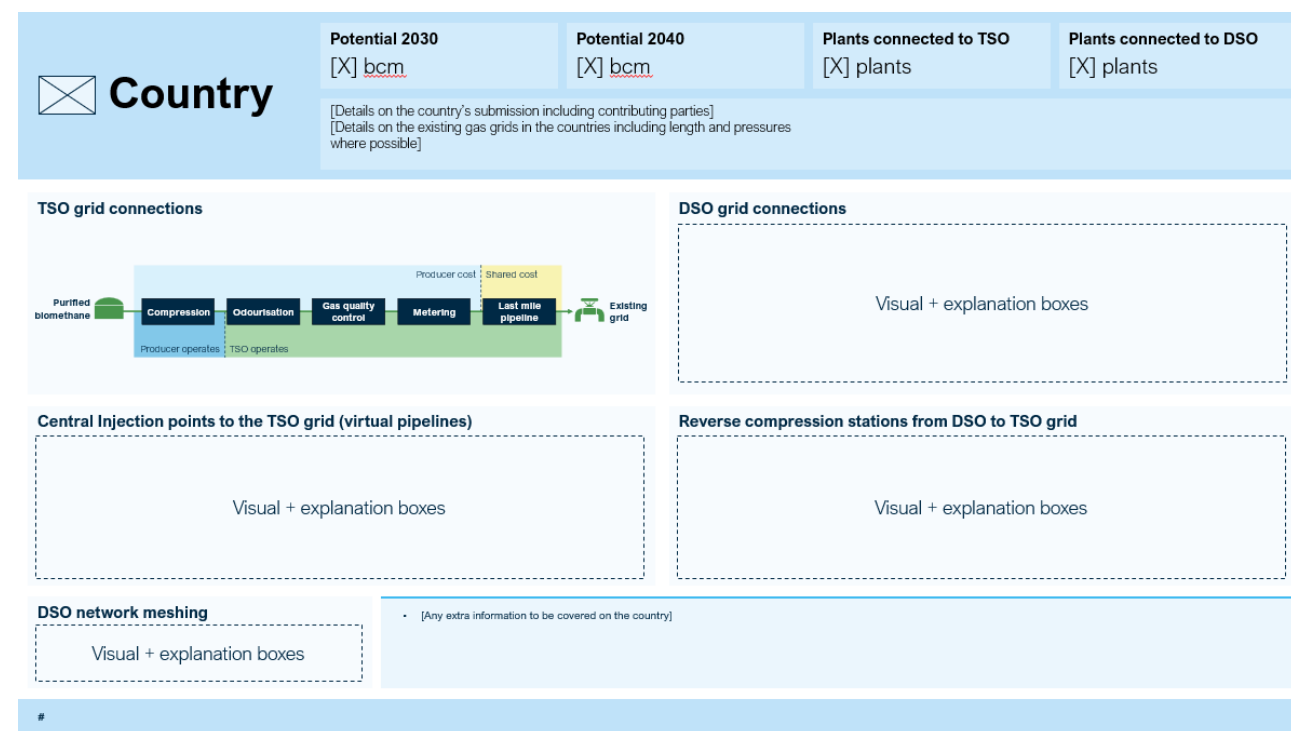 Country
Potential 2030
[X] bcm
Potential 2040
[X] bcm
Plants connected to TSO
[X] plants
Plants connected to DSO
[X] plants
[Details on the country's submission including contributing parties]
[Details on the existing gas grids in the countries including length and pressures
where possible]
TSO grid connections
Producer cost
Shared cost
Purified
biomethane
Compression
Odourisation
Gas quality
control
Metering
Last mile
pipeline
Existing
grid
Producer operates
TSO operates
DSO grid connections
Visual + explanation boxes
Central Injection points to the TSO grid (virtual pipelines)
Visual + explanation boxes
Reverse compression stations from DSO to TSO grid
Visual + explanation boxes
DSO network meshing
Visual + explanation boxes
• [Any extra information to be covered on the country]
#